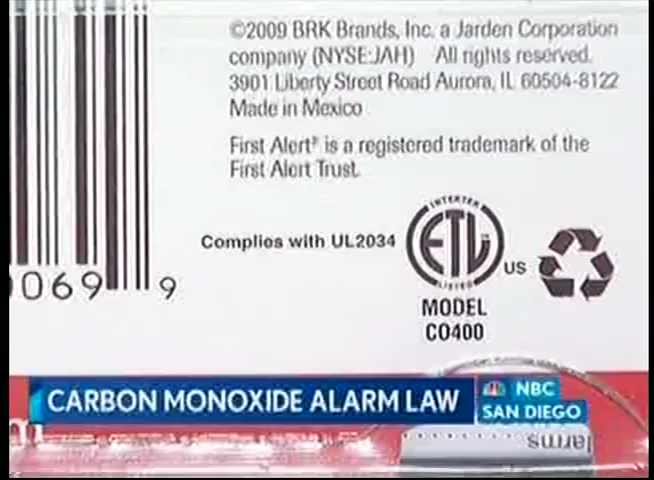 ©2009 BRK Brands, Inc. a Jarden Corporation
company (NYSE:JAH) All rights reserved.
3901 Liberty Street Road Aurora, IL 60504-8122
Made in Mexico
First Alert® is a registered trademark of the
First Alert Trust.
INTERTEK
Complies with UL2034
ETL
US
LISTED
069 9
MODEL
CO400
CARBON MONOXIDE ALARM LAW
NBC
SAN DIEGO
larms